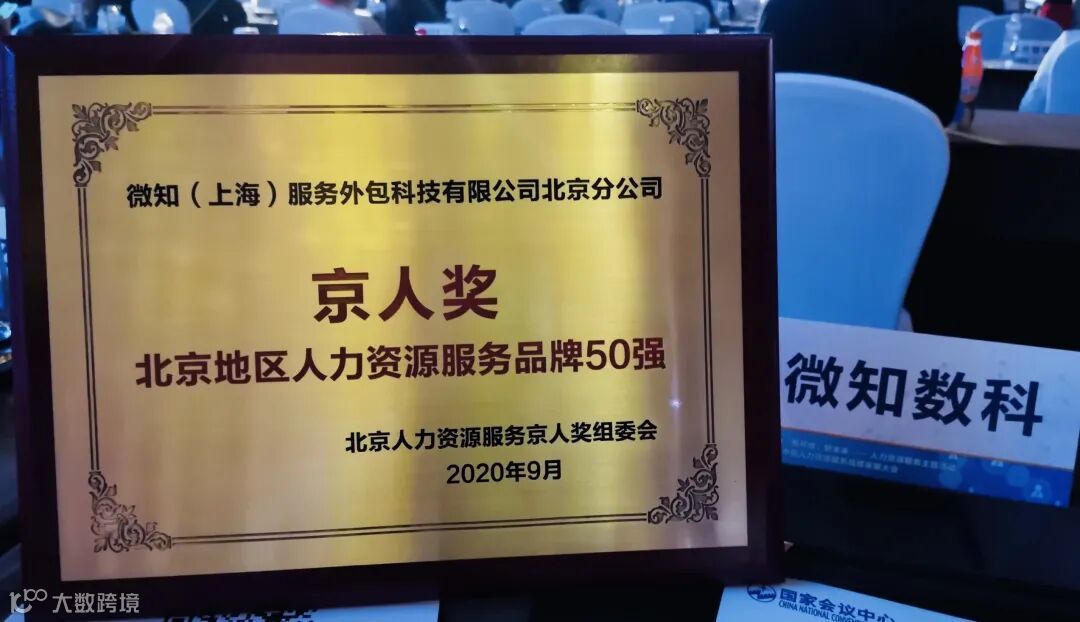 微知（上海）服务外包科技有限公司北京分公司
京人奖
北京地区人力资源服务品牌50强
北京人力资源服务京人奖组委会
2020年9月
微知数科
国家会议中心
CHINA NATIONAL
大数跨境